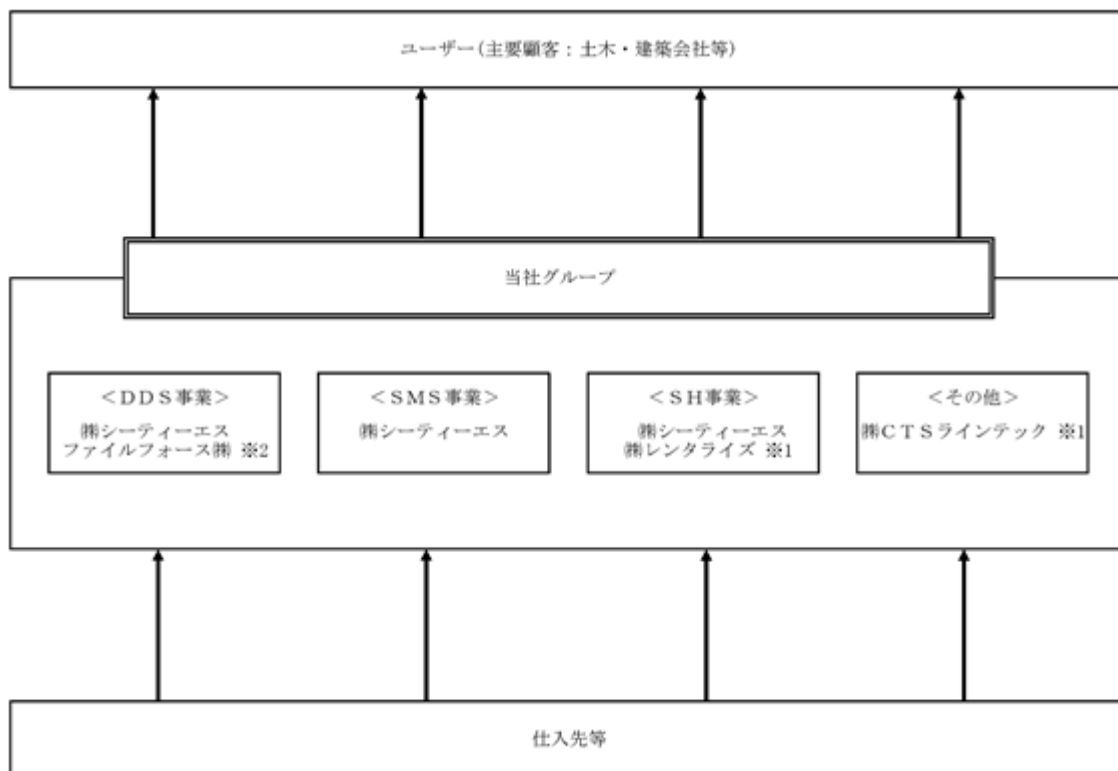 ユーザー(主要顧客：土木・建築会社等)
当社グループ
＜ＤＤＳ事業＞
㈱シーティーエス
ファイルフォース㈱ ※2
＜ＳＭＳ事業＞
㈱シーティーエス
＜ＳＨ事業＞
㈱シーティーエス
㈱レンタライズ ※1
＜その他＞
㈱ＣＴＳラインテック ※1
仕入先等